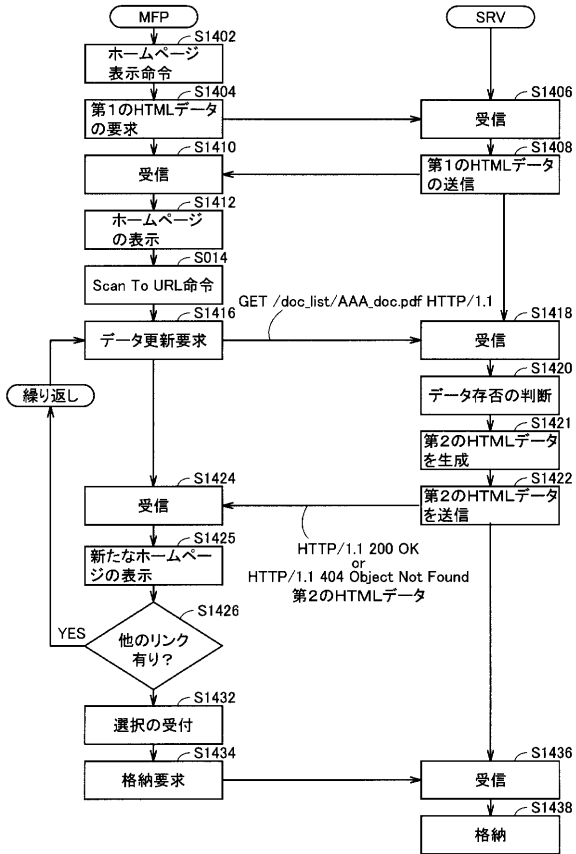 MFP
SRV
S1402
ホームページ
表示命令
S1404
第1のHTMLデータ
の要求
S1406
受信
S1410
受信
S1408
第1のHTMLデータ
の送信
S1412
ホームページ
の表示
S014
Scan To URL命令
GET /doc_list/AAA_doc.pdf HTTP/1.1
S1416
データ更新要求
S1418
受信
繰り返し
S1420
データ存否の判断
S1421
第2のHTMLデータ
を生成
S1424
受信
S1422
第2のHTMLデータ
を送信
S1425
新たなホームペー
ジの表示
HTTP/1.1 200 OK
or
HTTP/1.1 404 Object Not Found
第2のHTMLデータ
S1426
YES
他のリンク
有り？
S1432
選択の受付
S1434
格納要求
S1436
受信
S1438
格納